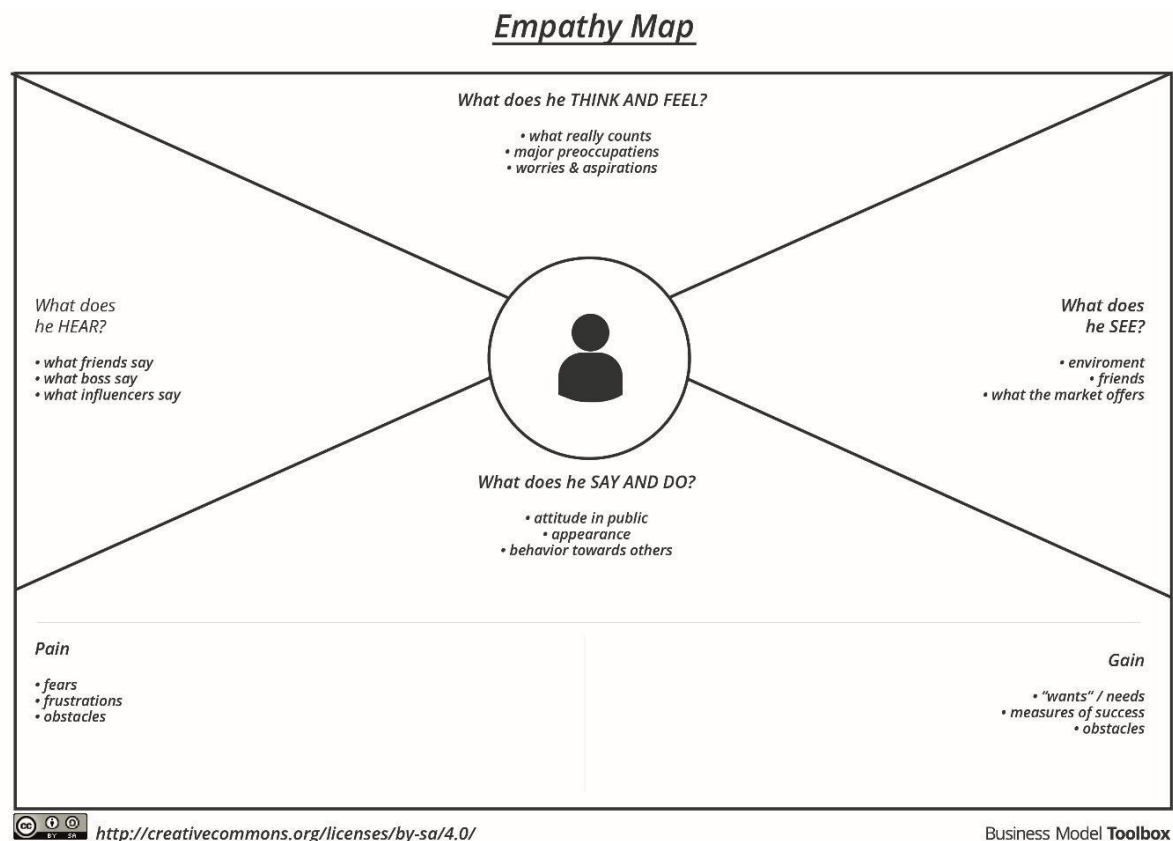 Empathy Map
What does he THINK AND FEEL?
• what really counts
• major preoccupatiens
• worries & aspirations
What does
he HEAR?
• what friends say
• what boss say
• what influencers say
What does
he SEE?
• enviroment
• friends
• what the market offers
What does he SAY AND DO?
• attitude in public
• appearance
• behavior towards others
Pain
• fears
• frustrations
• obstacles
Gain
• “wants“ / needs
• measures of success
• obstacles
cc BY SA http://creativecommons.org/licenses/by-sa/4.0/
Business Model Toolbox